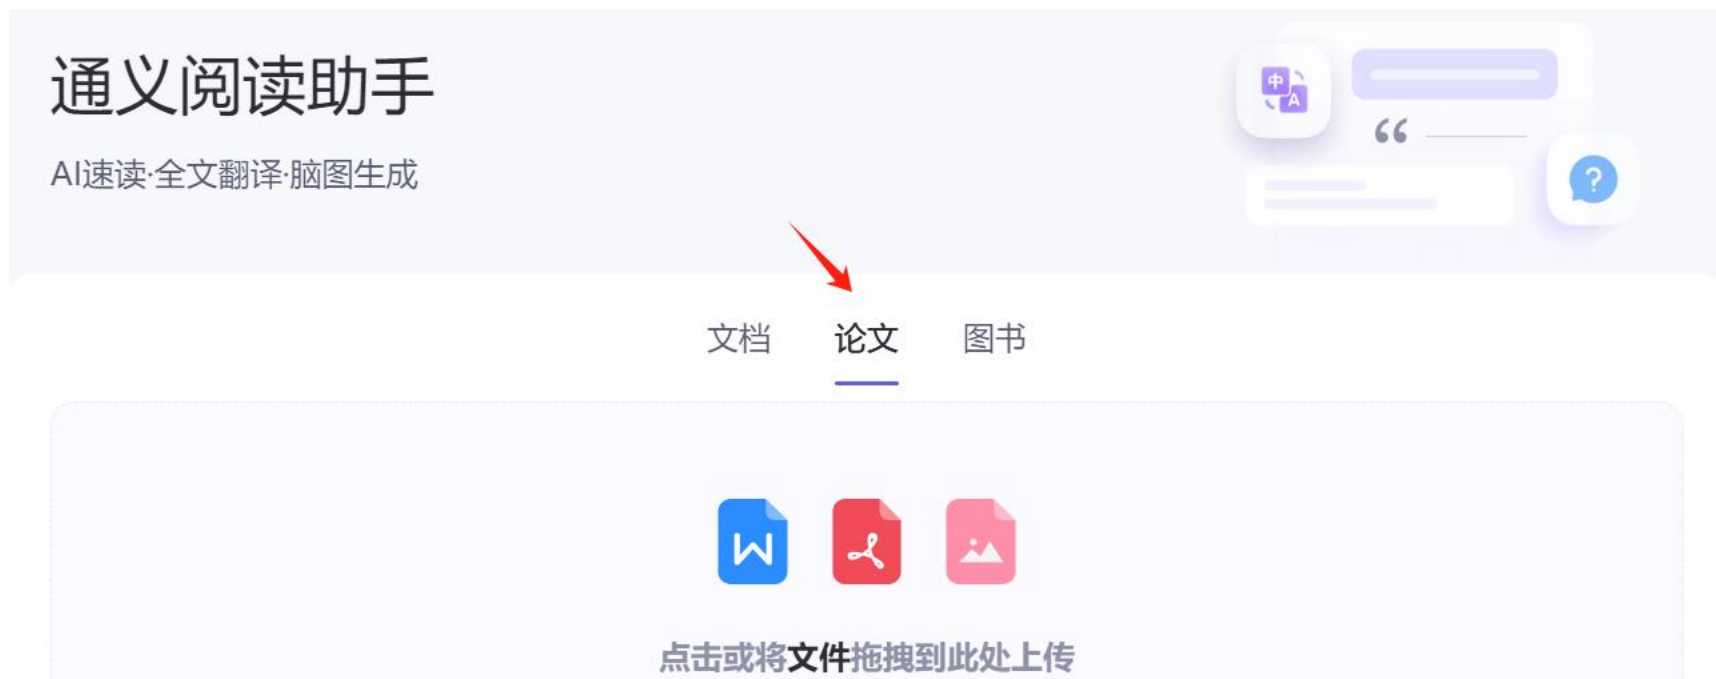 通义阅读助手
AI速读·全文翻译·脑图生成
中
A
?
文档 论文 图书
点击或将文件拖拽到此处上传